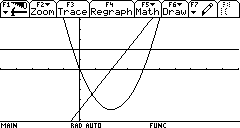 F1 F2 F3 F4 F5 F6 F7
Zoom Trace Regraph Math Draw
MAIN RAD AUTO FUNC